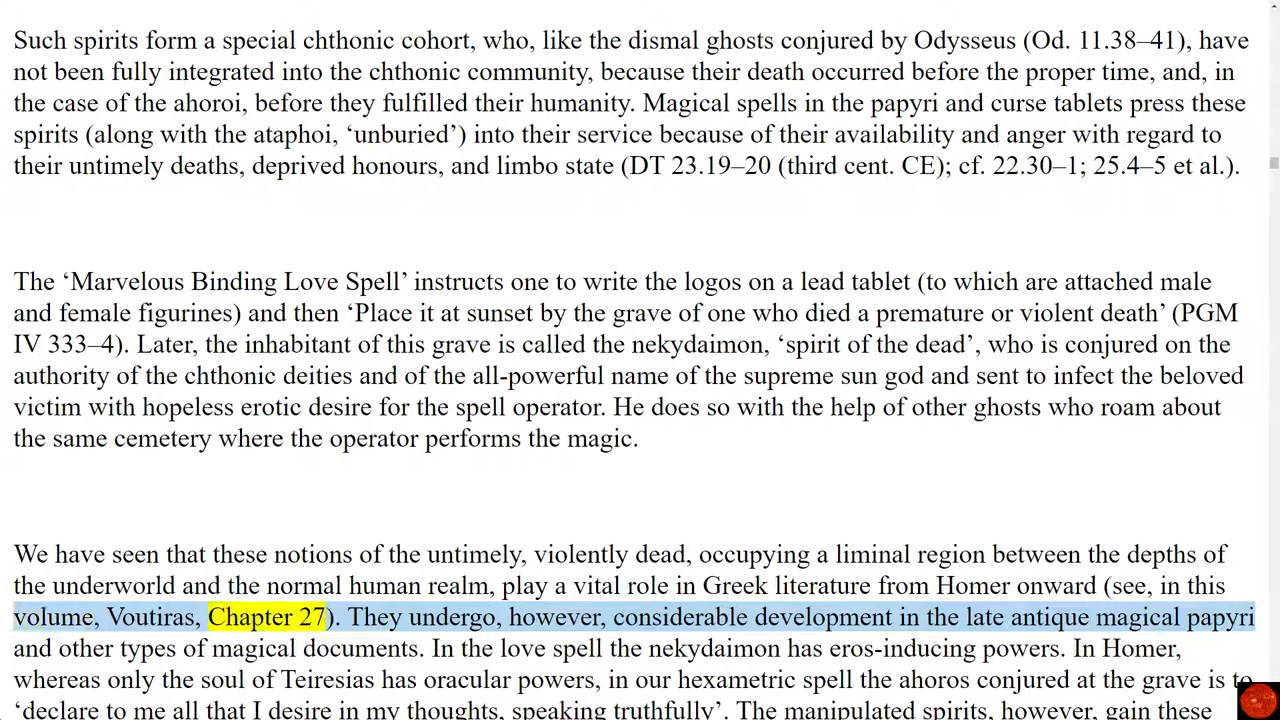 Such spirits form a special chthonic cohort, who, like the dismal ghosts conjured by Odysseus (Od. 11.38–41), have
not been fully integrated into the chthonic community, because their death occurred before the proper time, and, in
the case of the ahoroi, before they fulfilled their humanity. Magical spells in the papyri and curse tablets press these
spirits (along with the ataphoi, ‘unburied’) into their service because of their availability and anger with regard to
their untimely deaths, deprived honours, and limbo state (DT 23.19–20 (third cent. CE); cf. 22.30–1; 25.4–5 et al.).
The ‘Marvelous Binding Love Spell’ instructs one to write the logos on a lead tablet (to which are attached male
and female figurines) and then ‘Place it at sunset by the grave of one who died a premature or violent death’ (PGM
IV 333–4). Later, the inhabitant of this grave is called the nekydaimon, ‘spirit of the dead’, who is conjured on the
authority of the chthonic deities and of the all-powerful name of the supreme sun god and sent to infect the beloved
victim with hopeless erotic desire for the spell operator. He does so with the help of other ghosts who roam about
the same cemetery where the operator performs the magic.
We have seen that these notions of the untimely, violently dead, occupying a liminal region between the depths of
the underworld and the normal human realm, play a vital role in Greek literature from Homer onward (see, in this
volume, Voutiras, Chapter 27). They undergo, however, considerable development in the late antique magical papyri
and other types of magical documents. In the love spell the nekydaimon has eros-inducing powers. In Homer,
whereas only the soul of Teiresias has oracular powers, in our hexametric spell the ahoros conjured at the grave is to
‘declare to me all that I desire in my thoughts, speaking truthfully’. The manipulated spirits, however, gain these